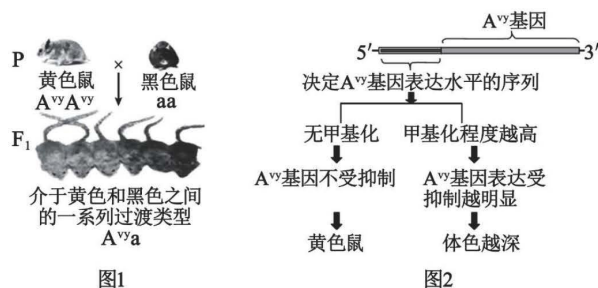 P
黄色鼠
A^vyA^vy
×
黑色鼠
aa
F₁
介于黄色和黑色之间
的一系列过渡类型
A^vya
图1
A^vy基因
5′
3′
决定A^vy基因表达水平的序列
无甲基化
甲基化程度越高
A^vy基因不受抑制
A^vy基因表达受
抑制越明显
黄色鼠
体色越深
图2